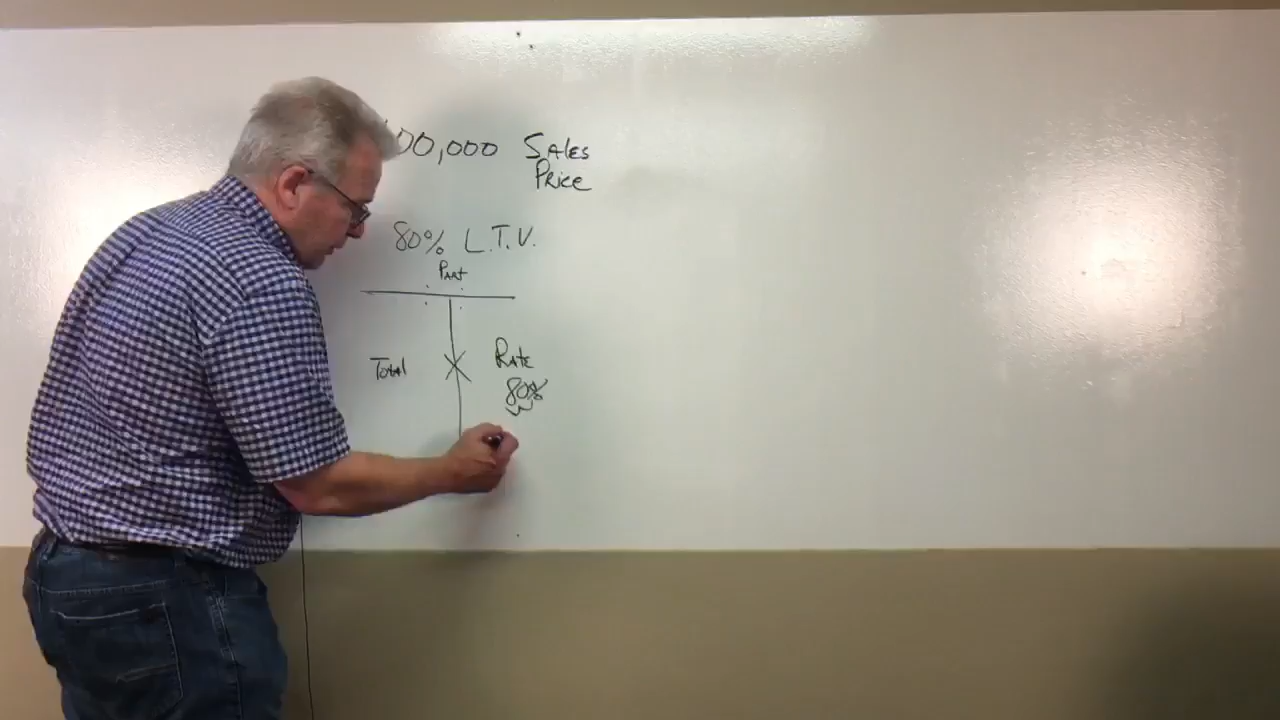 00,000 Sales
Price
80% L.T.V.
Part
Total X Rate
80%